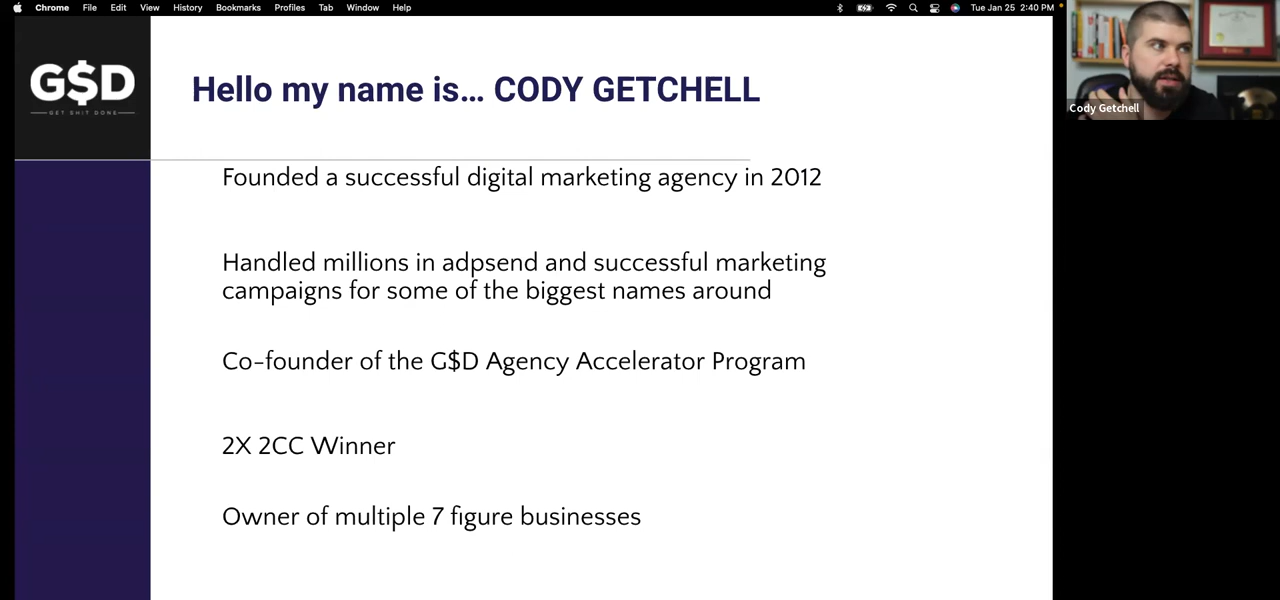 Chrome File Edit View History Bookmarks Profiles Tab Window Help Tue Jan 25 2:40 PM
G$D
GET SHIT DONE
Hello my name is... CODY GETCHELL
Cody Getchell
Founded a successful digital marketing agency in 2012
Handled millions in adpsend and successful marketing
campaigns for some of the biggest names around
Co-founder of the G$D Agency Accelerator Program
2X 2CC Winner
Owner of multiple 7 figure businesses